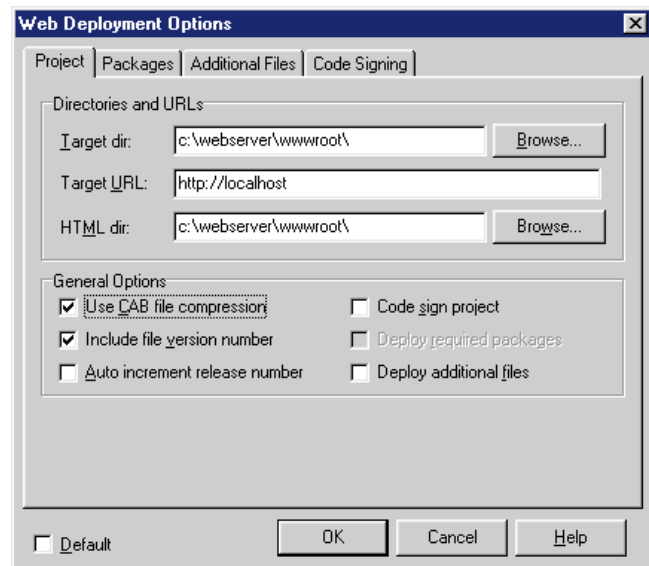 Web Deployment Options
Project Packages Additional Files Code Signing
Directories and URLs
Target dir: c:\webserver\wwwroot\ Browse...
Target URL: http://localhost
HTML dir: c:\webserver\wwwroot\ Browse...
General Options
Use CAB file compression Code sign project
Include file version number Deploy required packages
Auto increment release number Deploy additional files
Default OK Cancel Help